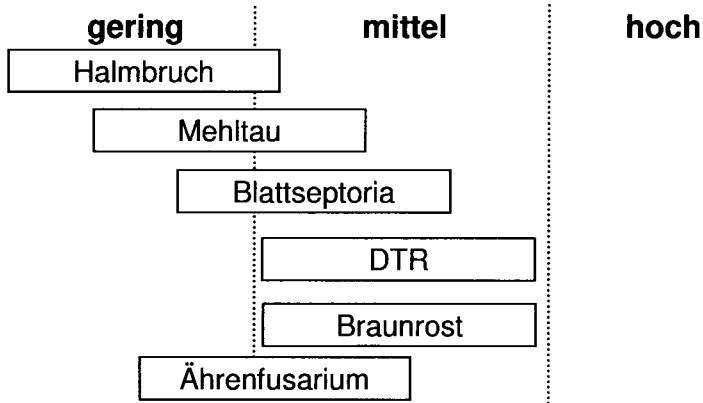 gering mittel hoch
Halmbruch
Mehltau
Blattseptoria
DTR
Braunrost
Ährenfusarium